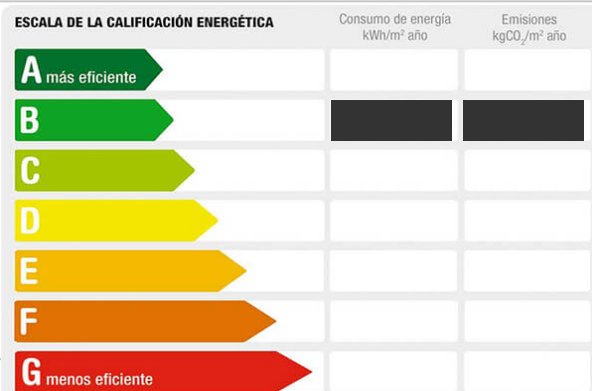 ESCALA DE LA CALIFICACIÓN ENERGÉTICA
Consumo de energía
kWh/m² año
Emisiones
kgCO₂/m² año
A más eficiente
B
C
D
E
F
G menos eficiente